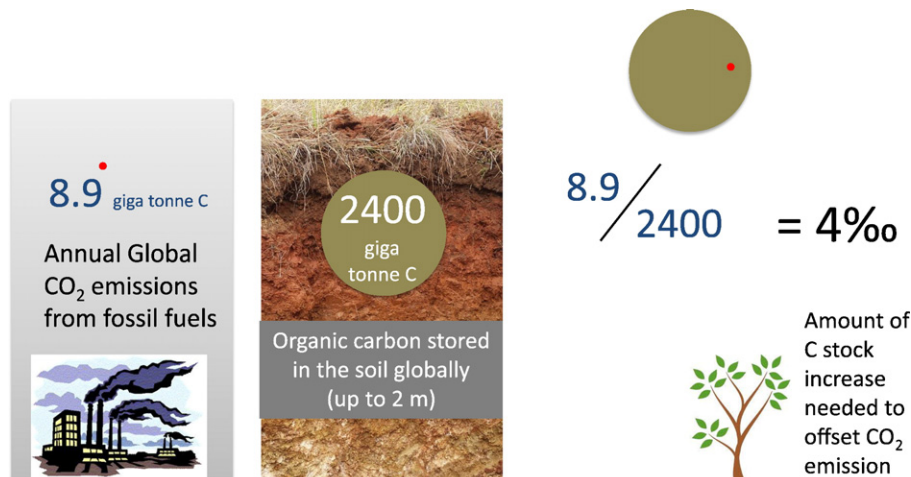 8.9 giga tonne C
Annual Global
CO₂ emissions
from fossil fuels
2400
giga
tonne C
Organic carbon stored
in the soil globally
(up to 2 m)
8.9/2400 = 4‰
Amount of
C stock
increase
needed to
offset CO₂
emission